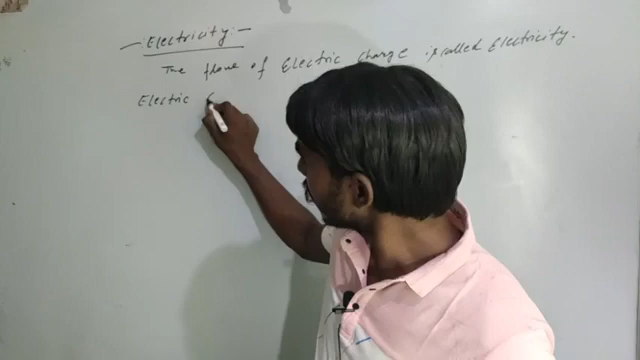 - Electricity:-
The flow of Electric charge is called Electricity.
Electric